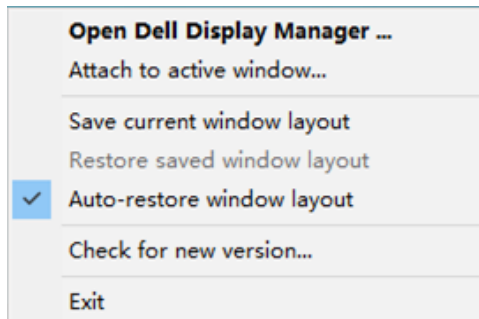 Open Dell Display Manager ...
Attach to active window...
Save current window layout
Restore saved window layout
Auto-restore window layout
Check for new version...
Exit